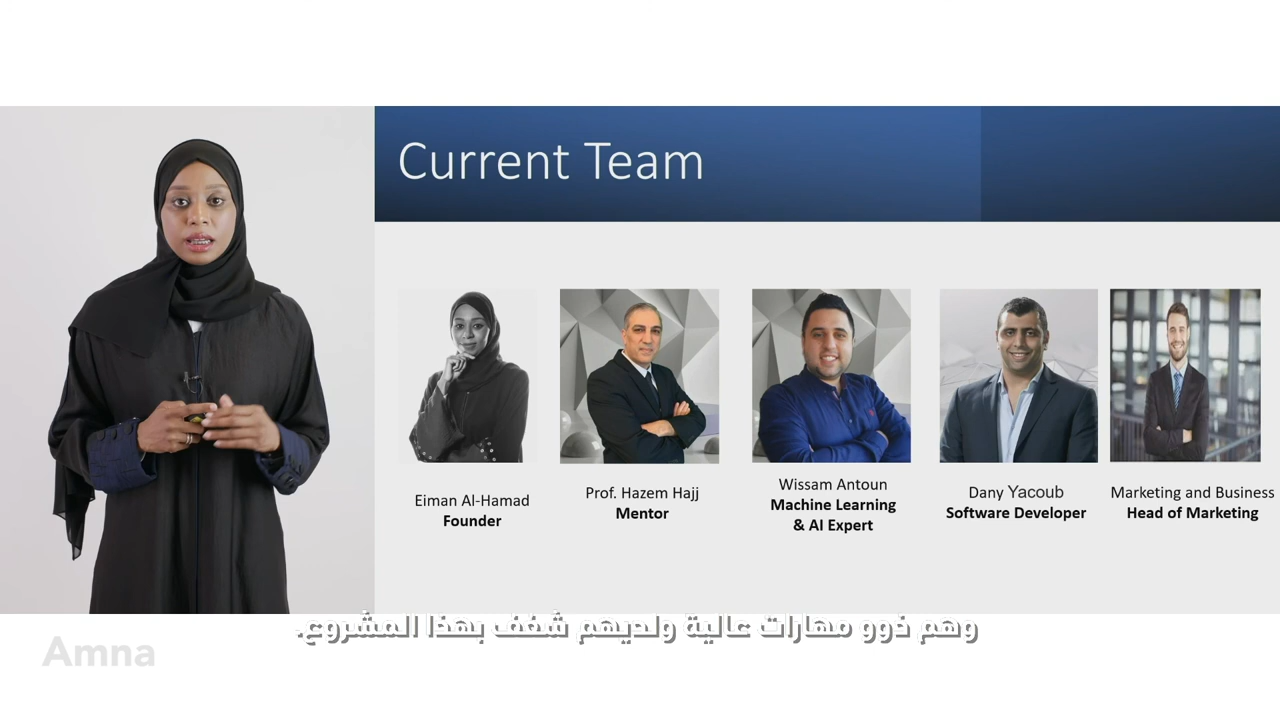 Current Team
Eiman Al-Hamad
Founder
Prof. Hazem Hajj
Mentor
Wissam Antoun
Machine Learning
& AI Expert
Dany Yacoub
Software Developer
Marketing and Business
Head of Marketing
وهم ذوو مهارات عالية ولديهم شغف بهذا المشروع.
Amna